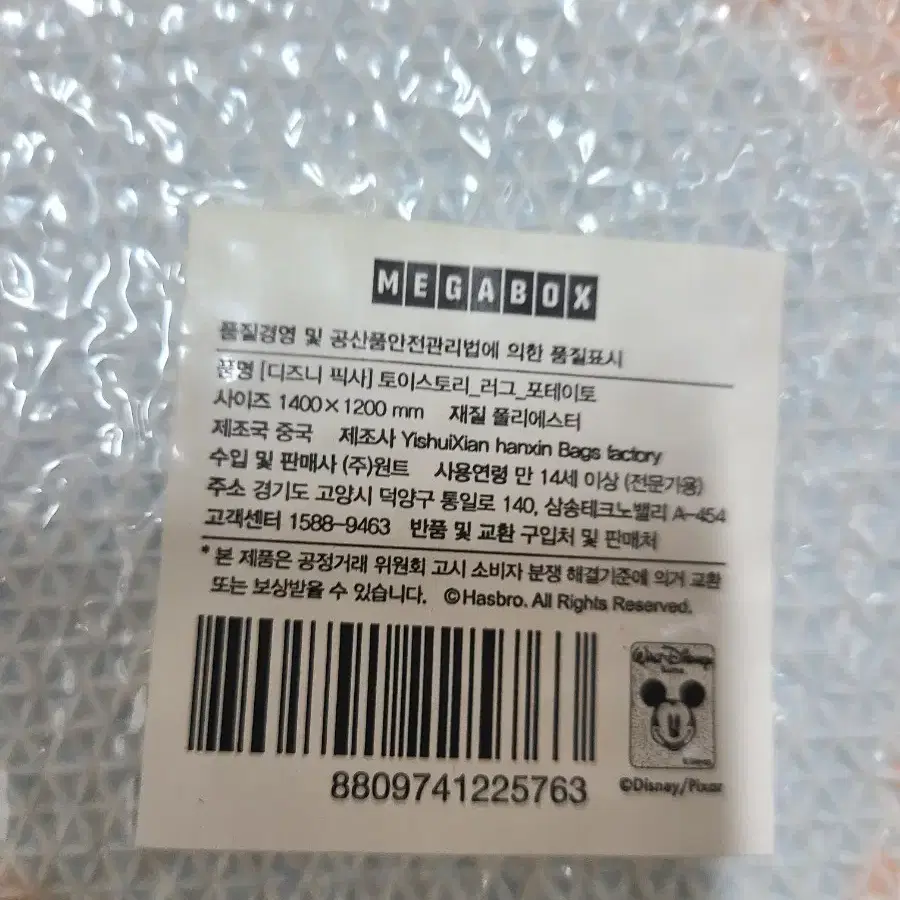 MEGABOX
품질경영 및 공산품안전관리법에 의한 품질표시
품명 [디즈니 픽사] 토이스토리_러그_포테이토
사이즈 1400×1200 mm 재질 폴리에스터
제조국 중국 제조사 YishuiXian hanxin Bags factory
수입 및 판매사 (주)원트 사용연령 만 14세 이상 (전문가용)
주소 경기도 고양시 덕양구 통일로 140, 삼송테크노밸리 A-454
고객센터 1588-9463 반품 및 교환 구입처 및 판매처
* 본 제품은 공정거래 위원회 고시 소비자 분쟁 해결기준에 의거 교환
또는 보상받을 수 있습니다. ©Hasbro. All Rights Reserved.
Walt Disney
8809741225763
©Disney/Pixar